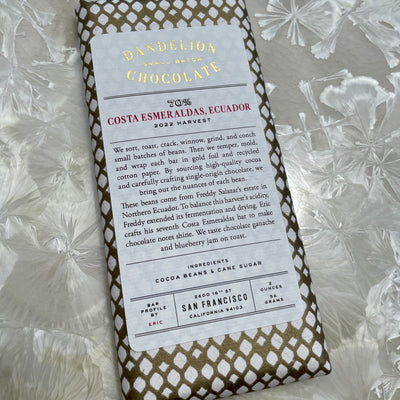 DANDELION
SMALL BATCH
CHOCOLATE
70%
COSTA ESMERALDAS, ECUADOR
2022 HARVEST
We sort, roast, crack, winnow, grind, and conch
small batches of beans. Then we temper, mold,
and wrap each bar in gold foil and recycled
cotton paper. By sourcing high-quality cocoa
and carefully crafting single-origin chocolate, we
bring out the nuances of each bean.
These beans come from Freddy Salazar's estate in
Northern Ecuador. To balance this harvest's acidity,
Freddy extended its fermentation and drying. Eric
crafts his seventh Costa Esmeraldas bar to make
chocolate notes shine. We taste chocolate ganache
and blueberry jam on toast.
INGREDIENTS
COCOA BEANS & CANE SUGAR
BAR
PROFILE
BY
ERIC
2600 16TH ST
SAN FRANCISCO
CALIFORNIA 94103
2
OUNCES
56
GRAMS